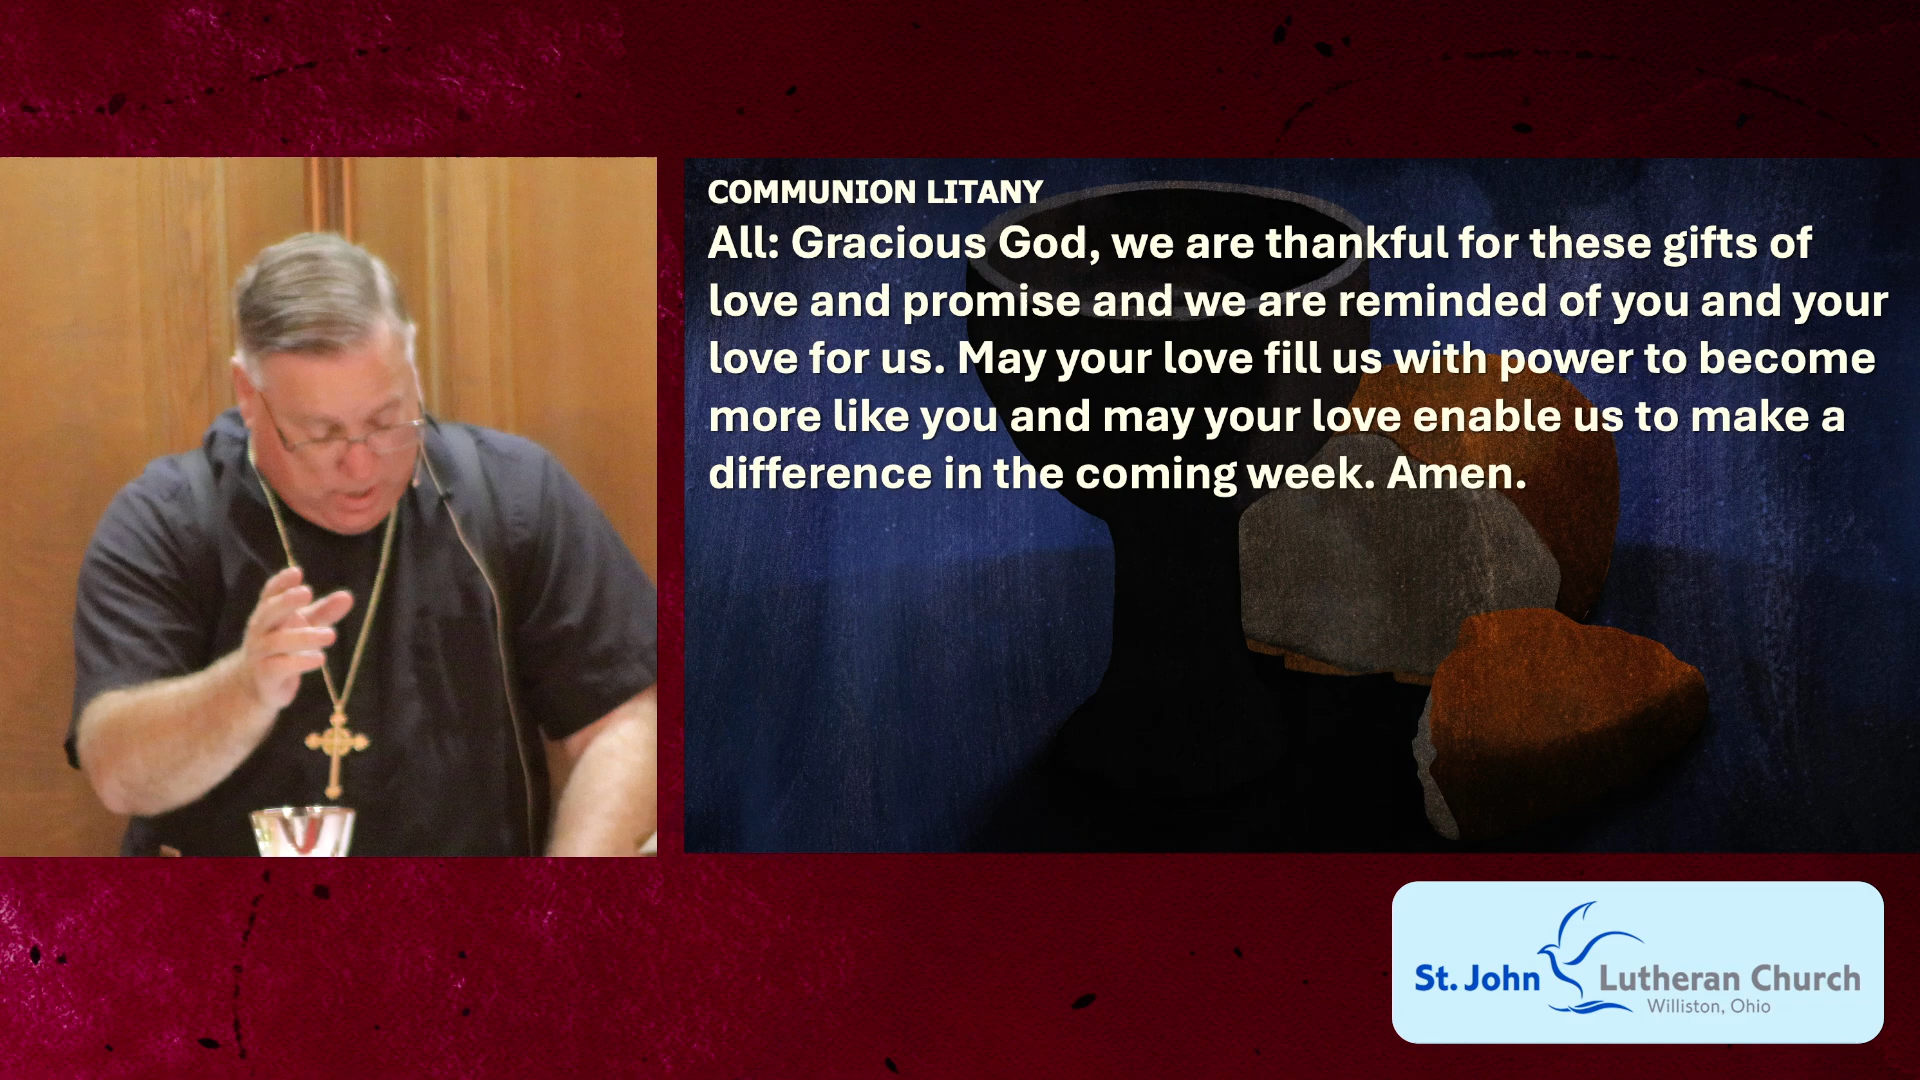 COMMUNION LITANY
All: Gracious God, we are thankful for these gifts of
love and promise and we are reminded of you and your
love for us. May your love fill us with power to become
more like you and may your love enable us to make a
difference in the coming week. Amen.
St. John Lutheran Church
Williston, Ohio